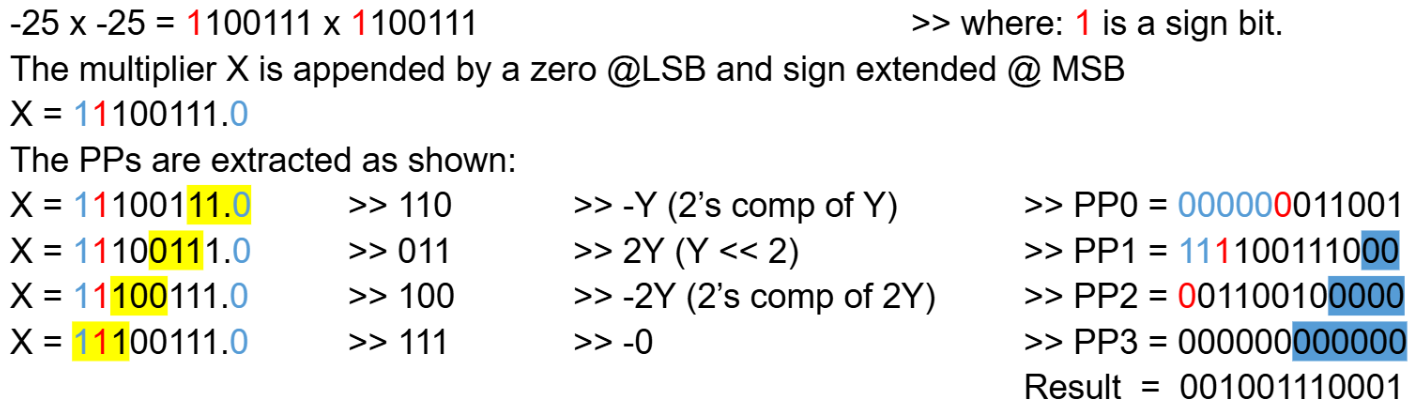 -25 x -25 = 1100111 x 1100111 >> where: 1 is a sign bit.
The multiplier X is appended by a zero @LSB and sign extended @ MSB
X = 11100111.0
The PPs are extracted as shown:
X = 11100111.0 >> 110 >> -Y (2's comp of Y) >> PP0 = 000000011001
X = 11100111.0 >> 011 >> 2Y (Y << 2) >> PP1 = 111100111000
X = 11100111.0 >> 100 >> -2Y (2's comp of 2Y) >> PP2 = 001100100000
X = 11100111.0 >> 111 >> -0 >> PP3 = 000000000000
Result = 001001110001